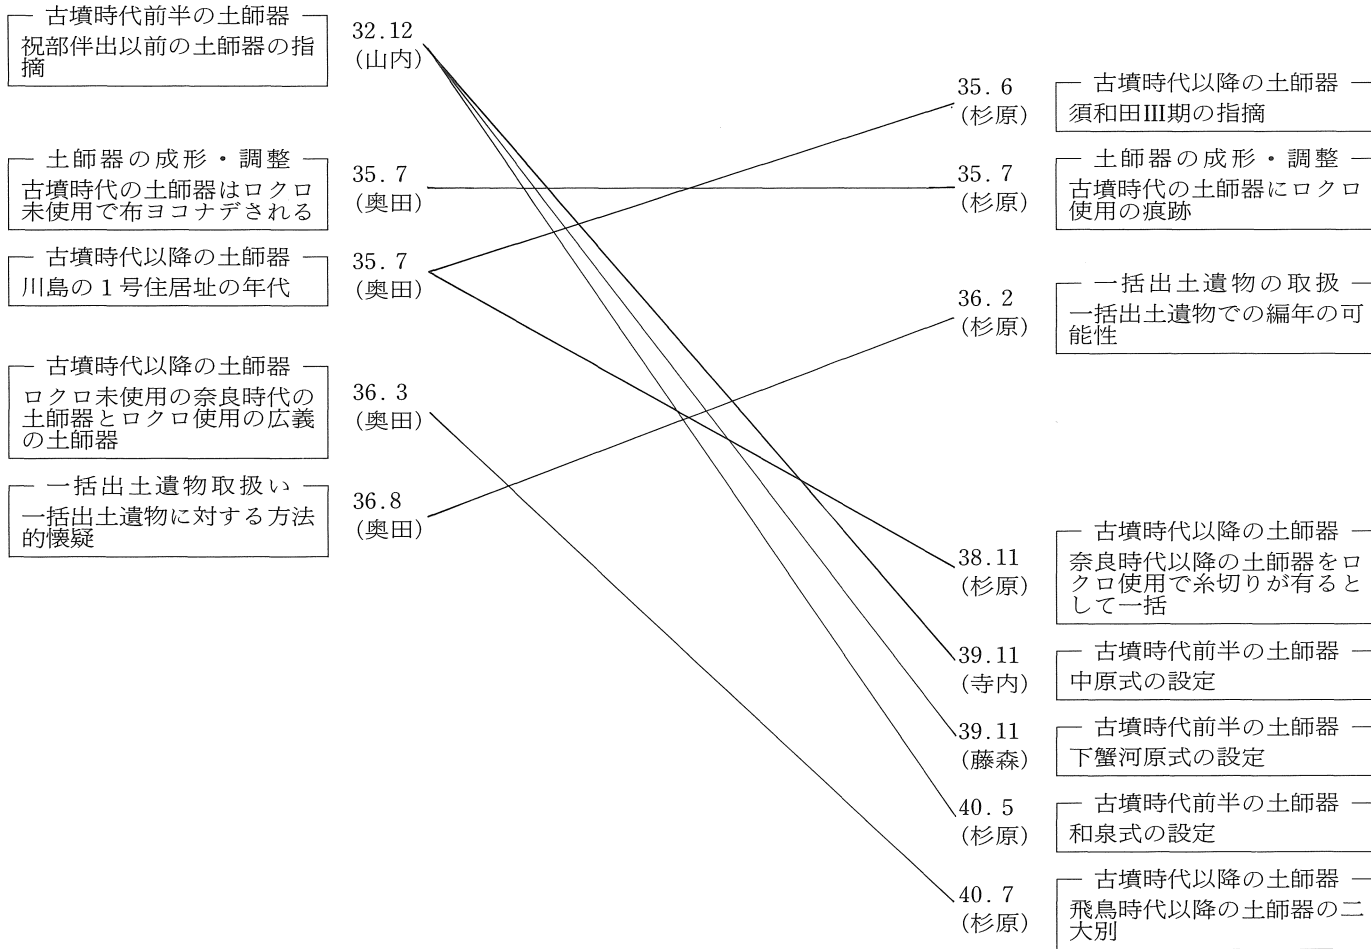 古墳時代前半の土師器
祝部伴出以前の土師器の指
摘
32.12
(山内)
土師器の成形・調整
古墳時代の土師器はロクロ
未使用で布ヨコナデされる
35.7
(奥田)
古墳時代以降の土師器
川島の1号住居址の年代
35.7
(奥田)
古墳時代以降の土師器
ロクロ未使用の奈良時代の
土師器とロクロ使用の広義
の土師器
36.3
(奥田)
一括出土遺物取扱い
一括出土遺物に対する方法
的懐疑
36.8
(奥田)
35.6
(杉原)
古墳時代以降の土師器
須和田Ⅲ期の指摘
35.7
(杉原)
土師器の成形・調整
古墳時代の土師器にロクロ
使用の痕跡
36.2
(杉原)
一括出土遺物の取扱
一括出土遺物での編年の可
能性
38.11
(杉原)
古墳時代以降の土師器
奈良時代以降の土師器をロ
クロ使用で糸切りが有ると
して一括
39.11
(寺内)
古墳時代前半の土師器
中原式の設定
39.11
(藤森)
古墳時代前半の土師器
下蟹河原式の設定
40.5
(杉原)
古墳時代前半の土師器
和泉式の設定
40.7
(杉原)
古墳時代以降の土師器
飛鳥時代以降の土師器の二
大別